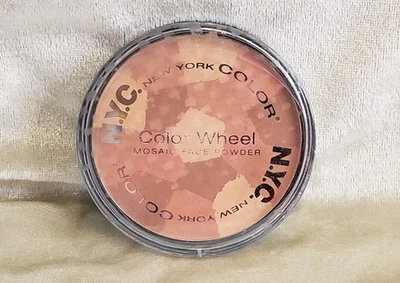 N.Y.C. NEW YORK COLOR®
Color Wheel
MOSAIC FACE POWDER
N.Y.C. NEW YORK COLOR®